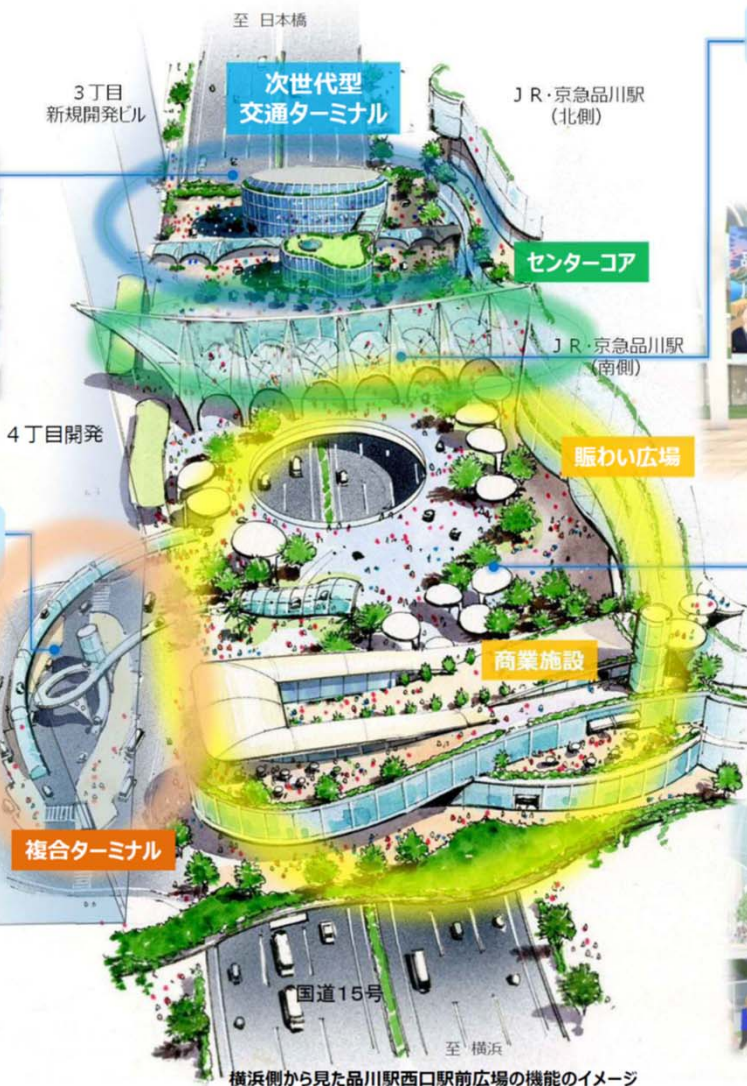 至 日本橋
次世代型
交通ターミナル
3丁目
新規開発ビル
JR・京急品川駅
(北側)
センターコア
JR・京急品川駅
(南側)
4丁目開発
賑わい広場
商業施設
複合ターミナル
国道15号
至 横浜
横浜側から見た品川駅西口駅前広場の機能のイメージ